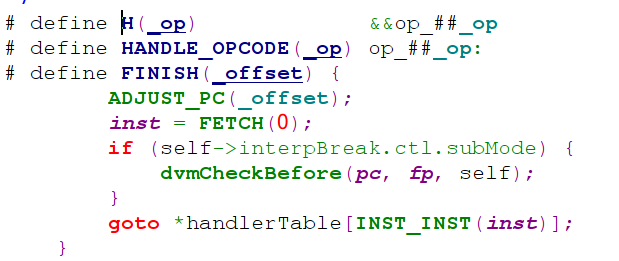 # define H(_op)              &&op_##_op
# define HANDLE_OPCODE(_op) op_##_op:
# define FINISH(_offset) {
        ADJUST_PC(_offset);
        inst = FETCH(0);
        if (self->interpBreak.ctl.subMode) {
            dvmCheckBefore(pc, fp, self);
        }
        goto *handlerTable[INST_INST(inst)];
    }